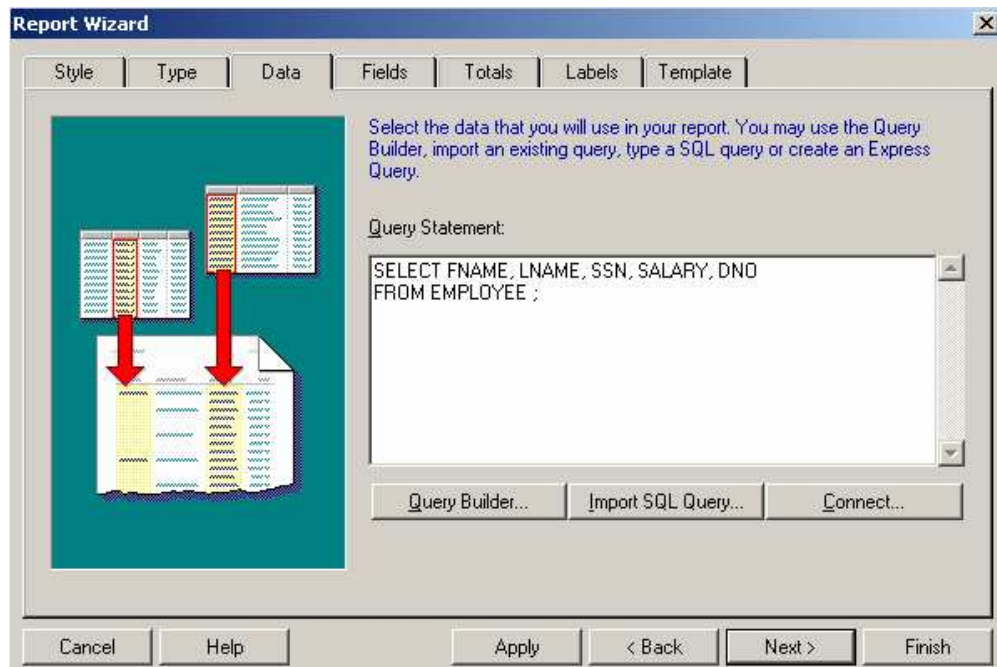 Report Wizard
Style Type Data Fields Totals Labels Template
Select the data that you will use in your report. You may use the Query
Builder, import an existing query, type a SQL query or create an Express
Query.
Query Statement:
SELECT FNAME, LNAME, SSN, SALARY, DNO
FROM EMPLOYEE ;
Query Builder... Import SQL Query... Connect...
Cancel Help Apply < Back Next > Finish